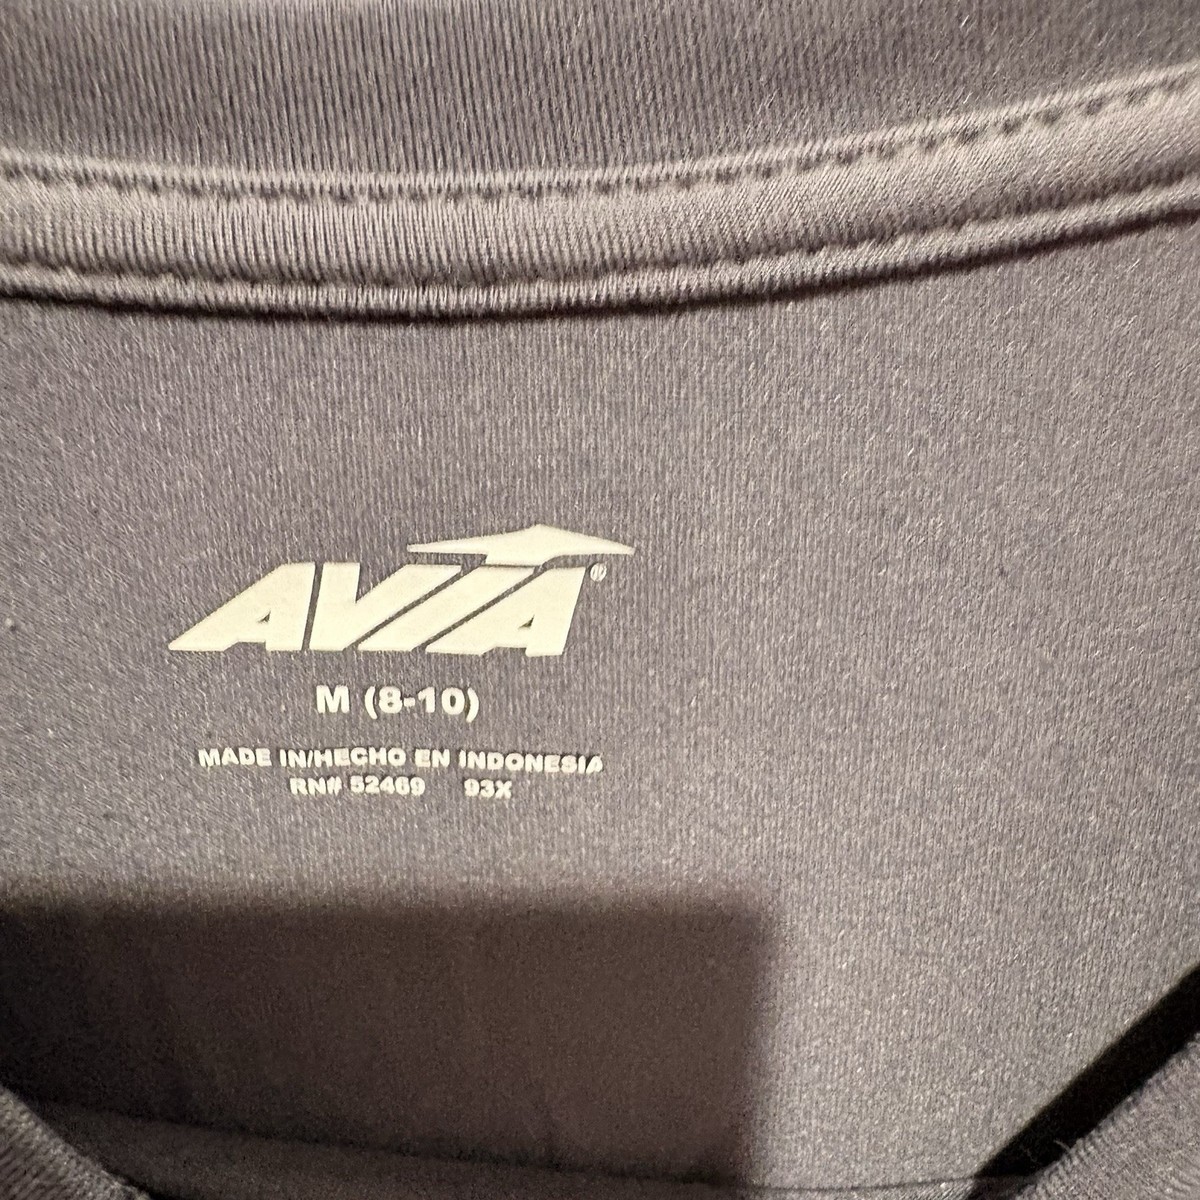 AVIA®
M (8-10)
MADE IN/HECHO EN INDONESIA
RN# 52469 93X